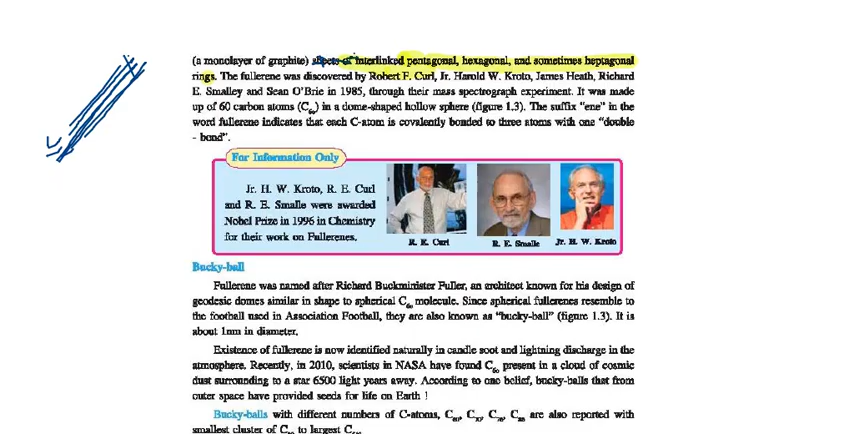 (a monolayer of graphite) sheets of interlinked pentagonal, hexagonal, and sometimes heptagonal
rings. The fullerene was discovered by Robert F. Curl, Jr. Harold W. Kroto, James Heath, Richard
E. Smalley and Sean O'Brie in 1985, through their mass spectrograph experiment. It was made
up of 60 carbon atoms (C₆₀) in a dome-shaped hollow sphere (figure 1.3). The suffix "ene" in the
word fullerene indicates that each C-atom is covalently bonded to three atoms with one "double
- bond".
For Information Only
Jr. H. W. Kroto, R. E. Curl
and R. E. Smalle were awarded
Nobel Prize in 1996 in Chemistry
for their work on Fullerenes.
R. E. Curl
R. E. Smalle
Jr. H. W. Kroto
Bucky-ball
Fullerene was named after Richard Buckminister Fuller, an architect known for his design of
geodesic domes similar in shape to spherical C₆₀ molecule. Since spherical fullerenes resemble to
the football used in Association Football, they are also known as "bucky-ball" (figure 1.3). It is
about 1nm in diameter.
Existence of fullerene is now identified naturally in candle soot and lightning discharge in the
atmosphere. Recently, in 2010, scientists in NASA have found C₆₀ present in a cloud of cosmic
dust surrounding to a star 6500 light years away. According to one belief, bucky-balls that from
outer space have provided seeds for life on Earth !
Bucky-balls with different numbers of C-atoms, are also reported with
smallest cluster of to largest